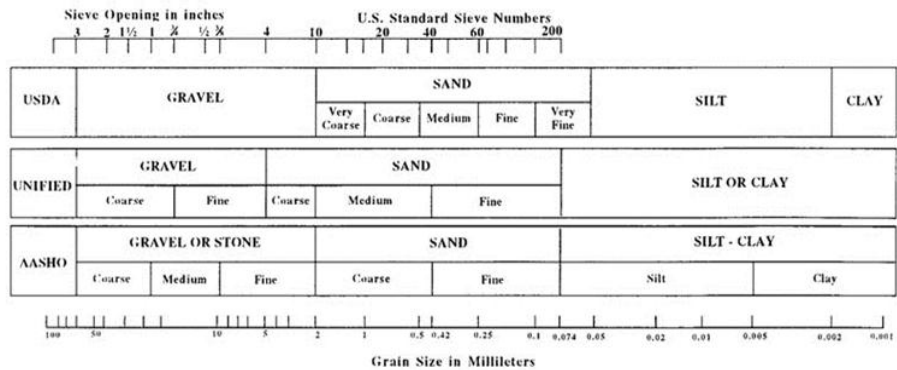 Sieve Opening in inches U.S. Standard Sieve Numbers
3 2 1½ 1 ¾ ½ ⅜ 4 10 20 40 60 200
USDA GRAVEL SAND SILT CLAY
Very Coarse Coarse Medium Fine Very Fine
UNIFIED GRAVEL SAND SILT OR CLAY
Coarse Fine Coarse Medium Fine
AASHO GRAVEL OR STONE SAND SILT - CLAY
Coarse Medium Fine Coarse Fine Silt Clay
100 50 10 5 2 1 0.5 0.42 0.25 0.1 0.074 0.05 0.02 0.01 0.005 0.002 0.001
Grain Size in Millileters